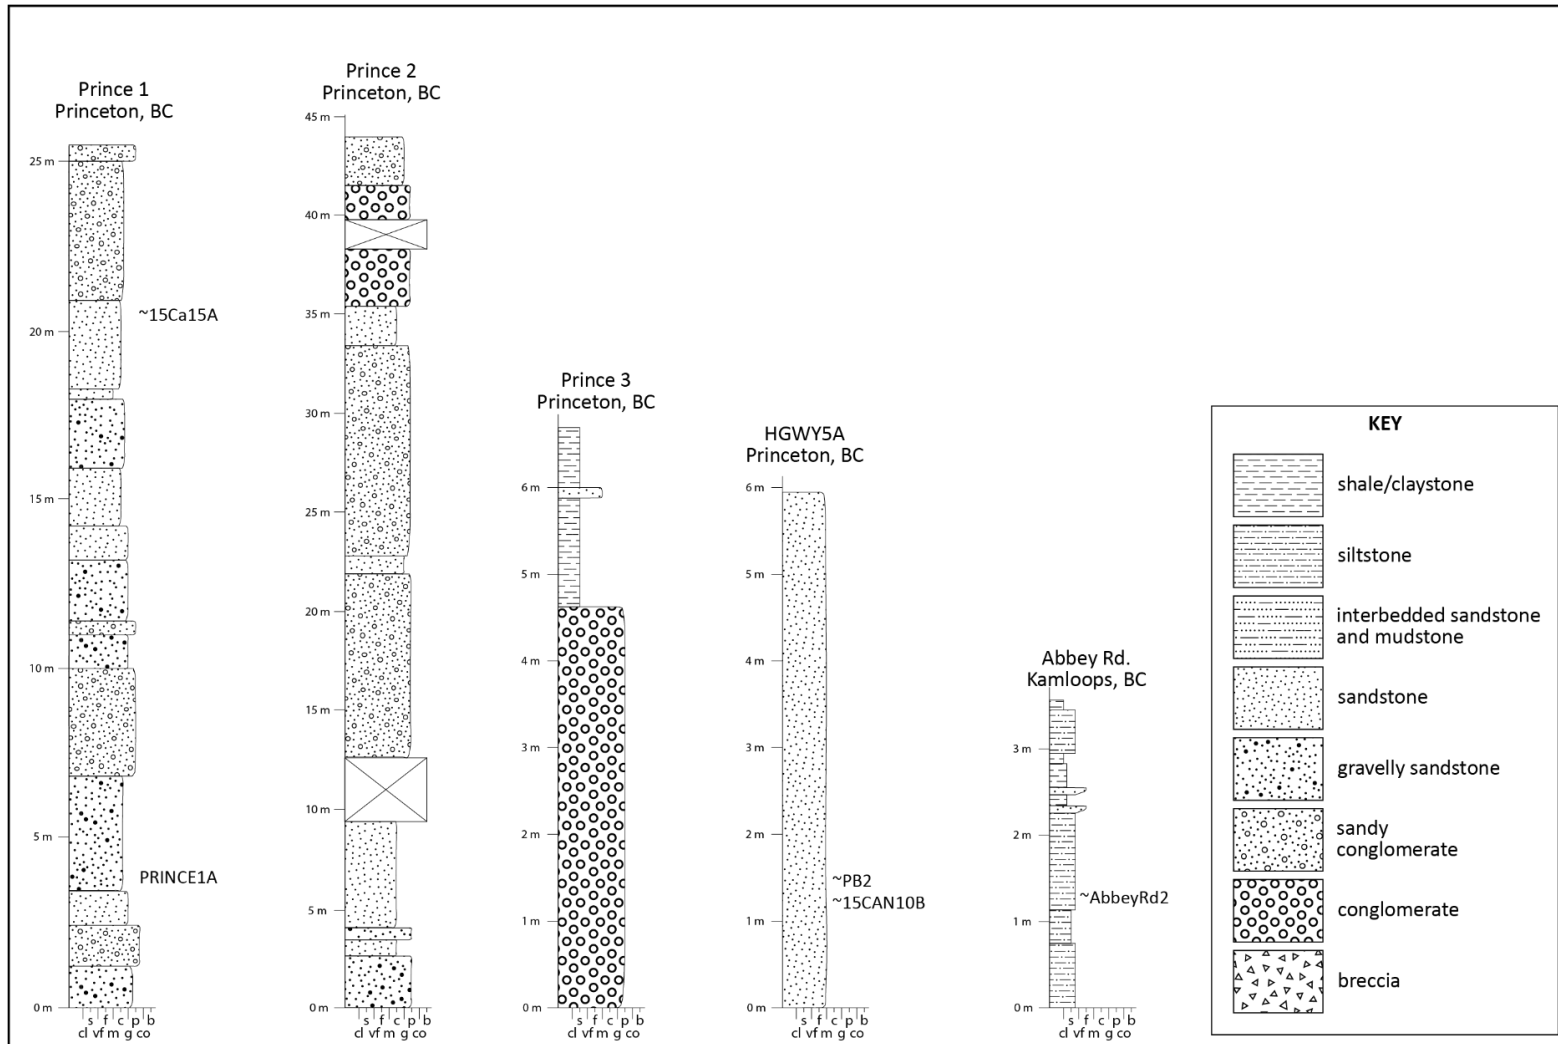 Prince 1
Princeton, BC
25 m
20 m
15 m
10 m
5 m
0 m
~15Ca15A
PRINCE1A
s f c p b
cl vf m g co
Prince 2
Princeton, BC
45 m
40 m
35 m
30 m
25 m
20 m
15 m
10 m
5 m
0 m
s f c p b
cl vf m g co
Prince 3
Princeton, BC
6 m
5 m
4 m
3 m
2 m
1 m
0 m
s f c p b
cl vf m g co
HGWY5A
Princeton, BC
6 m
5 m
4 m
3 m
2 m
1 m
0 m
~PB2
~15CAN10B
s f c p b
cl vf m g co
Abbey Rd.
Kamloops, BC
3 m
2 m
1 m
0 m
~AbbeyRd2
s f c p b
cl vf m g co
KEY
shale/claystone
siltstone
interbedded sandstone
and mudstone
sandstone
gravelly sandstone
sandy
conglomerate
conglomerate
breccia